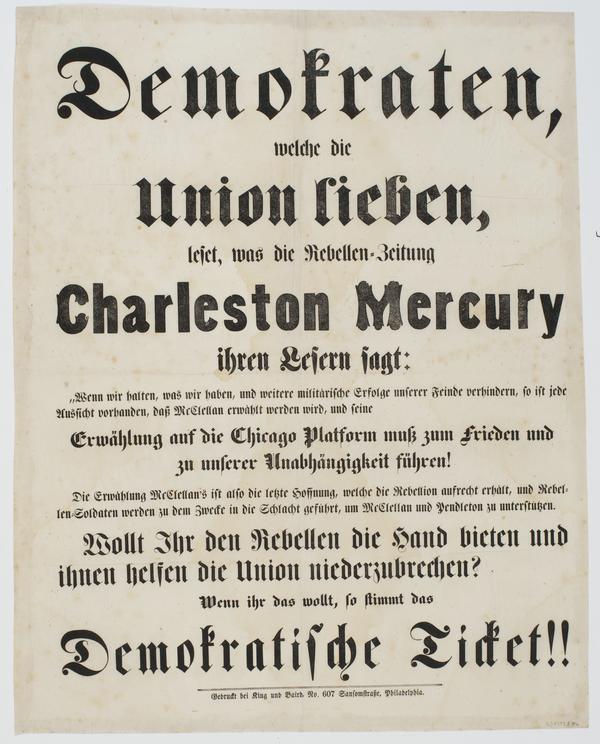 Demokraten,
welche die
Union lieben,
leset, was die Rebellen-Zeitung
Charleston Mercury
ihren Lesern sagt:
„Wenn wir halten, was wir haben, und weitere militärische Erfolge unserer Feinde verhindern, so ist jede
Aussicht vorhanden, daß McClellan erwählt werden wird, und seine
Erwählung auf die Chicago Platform muß zum Frieden und
zu unserer Unabhängigkeit führen!
Die Erwählung McClellan's ist also die letzte Hoffnung, welche die Rebellion aufrecht erhält, und Rebel-
len-Soldaten werden zu dem Zwecke in die Schlacht geführt, um McClellan und Pendleton zu unterstützen.
Wollt Ihr den Rebellen die Hand bieten und
ihnen helfen die Union niederzubrechen?
Wenn ihr das wollt, so stimmt das
Demokratische Ticket!!
Gedruckt bei King und Baird, No. 607 Sansomstraße, Philadelphia.